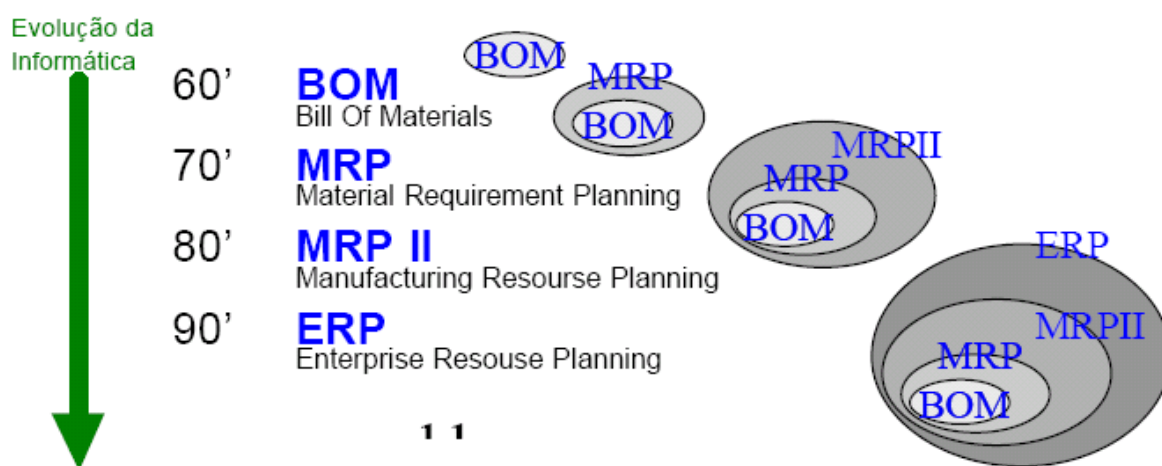 Evolução da
Informática
60’ BOM
Bill Of Materials
70’ MRP
Material Requirement Planning
80’ MRP II
Manufacturing Resourse Planning
90’ ERP
Enterprise Resouse Planning
1 1
BOM
MRP
BOM
MRPII
MRP
BOM
ERP
MRPII
MRP
BOM